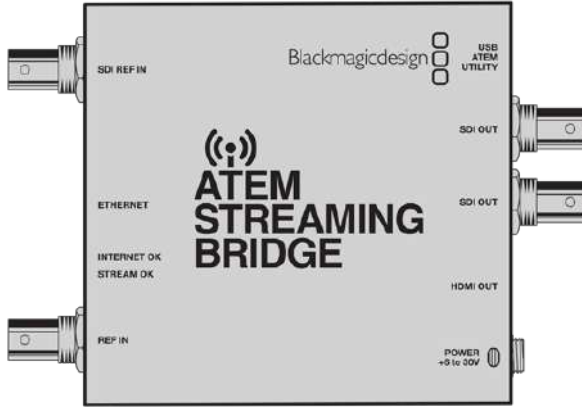 SDI REF IN
Blackmagicdesign
USB
ATEM
UTILITY
SDI OUT
ETHERNET
ATEM
STREAMING
BRIDGE
SDI OUT
INTERNET OK
STREAM OK
HDMI OUT
REF IN
POWER
+6 to 30V